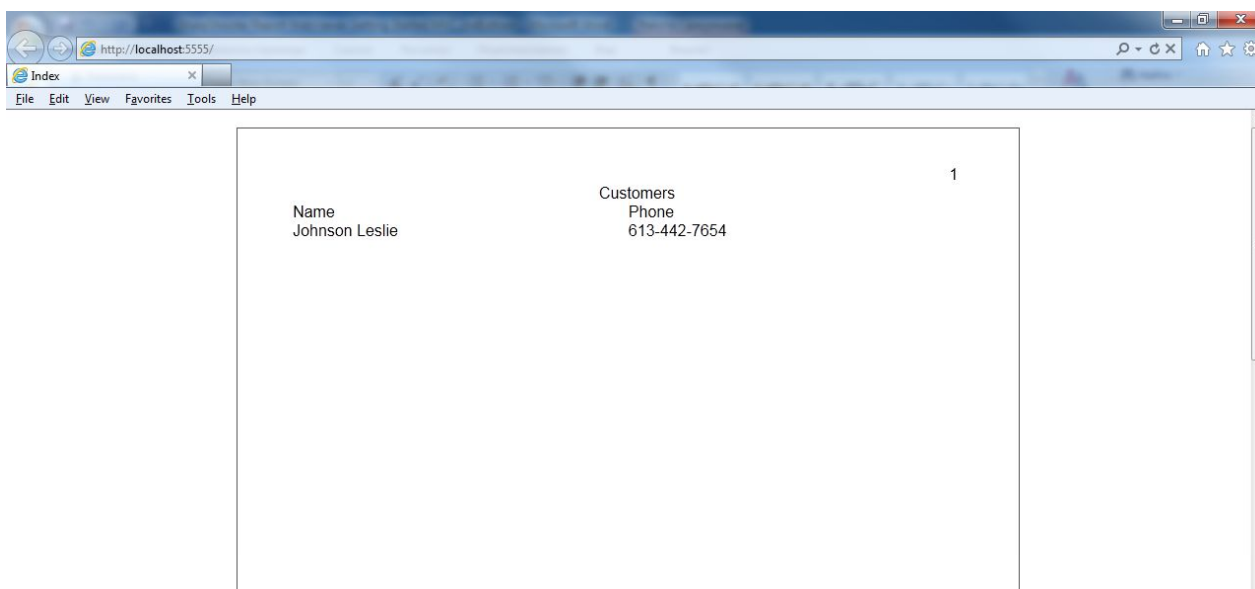 http://localhost:5555/
Index
File Edit View Favorites Tools Help
1
Customers
Name Phone
Johnson Leslie 613-442-7654